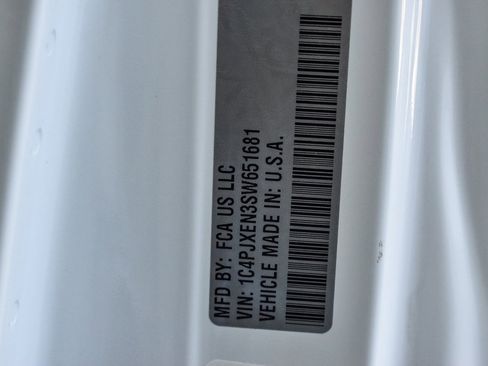 MFD BY: FCA US LLC
VIN: 1C4PJXEN3SW651681
VEHICLE MADE IN: U.S.A.